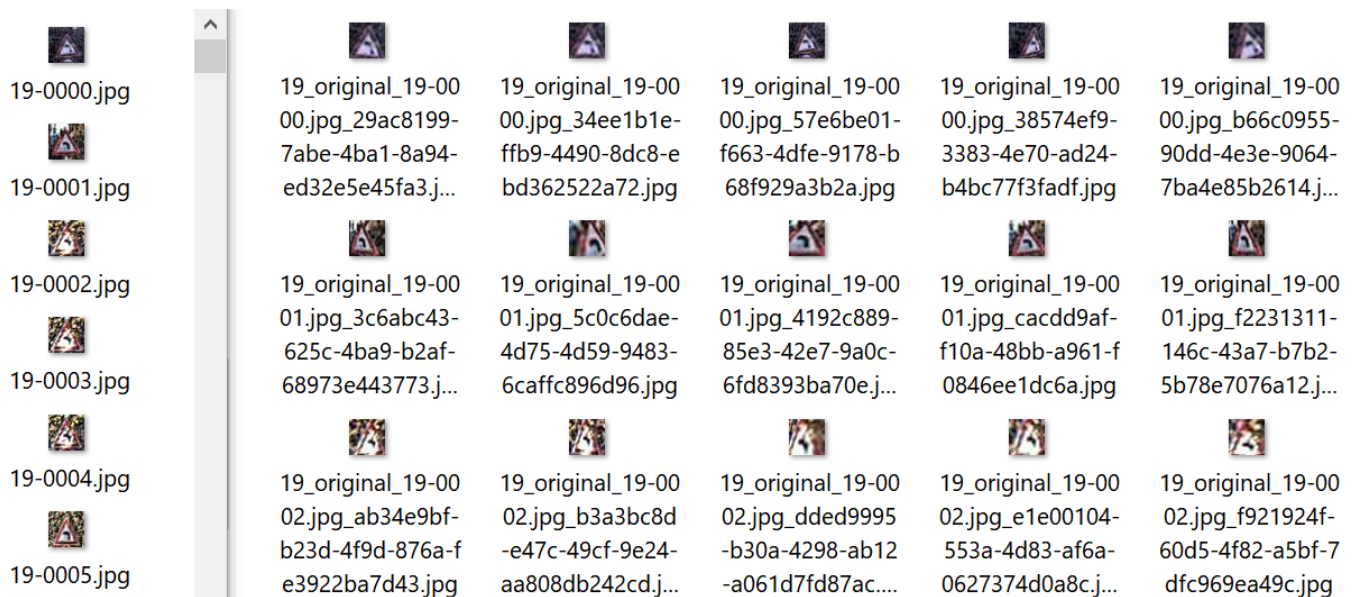 19-0000.jpg
19-0001.jpg
19-0002.jpg
19-0003.jpg
19-0004.jpg
19-0005.jpg
19_original_19-00
00.jpg_29ac8199-
7abe-4ba1-8a94-
ed32e5e45fa3.j...
19_original_19-00
00.jpg_34ee1b1e-
ffb9-4490-8dc8-e
bd362522a72.jpg
19_original_19-00
00.jpg_57e6be01-
f663-4dfe-9178-b
68f929a3b2a.jpg
19_original_19-00
00.jpg_38574ef9-
3383-4e70-ad24-
b4bc77f3fadf.jpg
19_original_19-00
00.jpg_b66c0955-
90dd-4e3e-9064-
7ba4e85b2614.j...
19_original_19-00
01.jpg_3c6abc43-
625c-4ba9-b2af-
68973e443773.j...
19_original_19-00
01.jpg_5c0c6dae-
4d75-4d59-9483-
6caffc896d96.jpg
19_original_19-00
01.jpg_4192c889-
85e3-42e7-9a0c-
6fd8393ba70e.j...
19_original_19-00
01.jpg_cacdd9af-
f10a-48bb-a961-f
0846ee1dc6a.jpg
19_original_19-00
01.jpg_f2231311-
146c-43a7-b7b2-
5b78e7076a12.j...
19_original_19-00
02.jpg_ab34e9bf-
b23d-4f9d-876a-f
e3922ba7d43.jpg
19_original_19-00
02.jpg_b3a3bc8d
-e47c-49cf-9e24-
aa808db242cd.j...
19_original_19-00
02.jpg_dded9995
-b30a-4298-ab12
-a061d7fd87ac....
19_original_19-00
02.jpg_e1e00104-
553a-4d83-af6a-
0627374d0a8c.j...
19_original_19-00
02.jpg_f921924f-
60d5-4f82-a5bf-7
dfc969ea49c.jpg